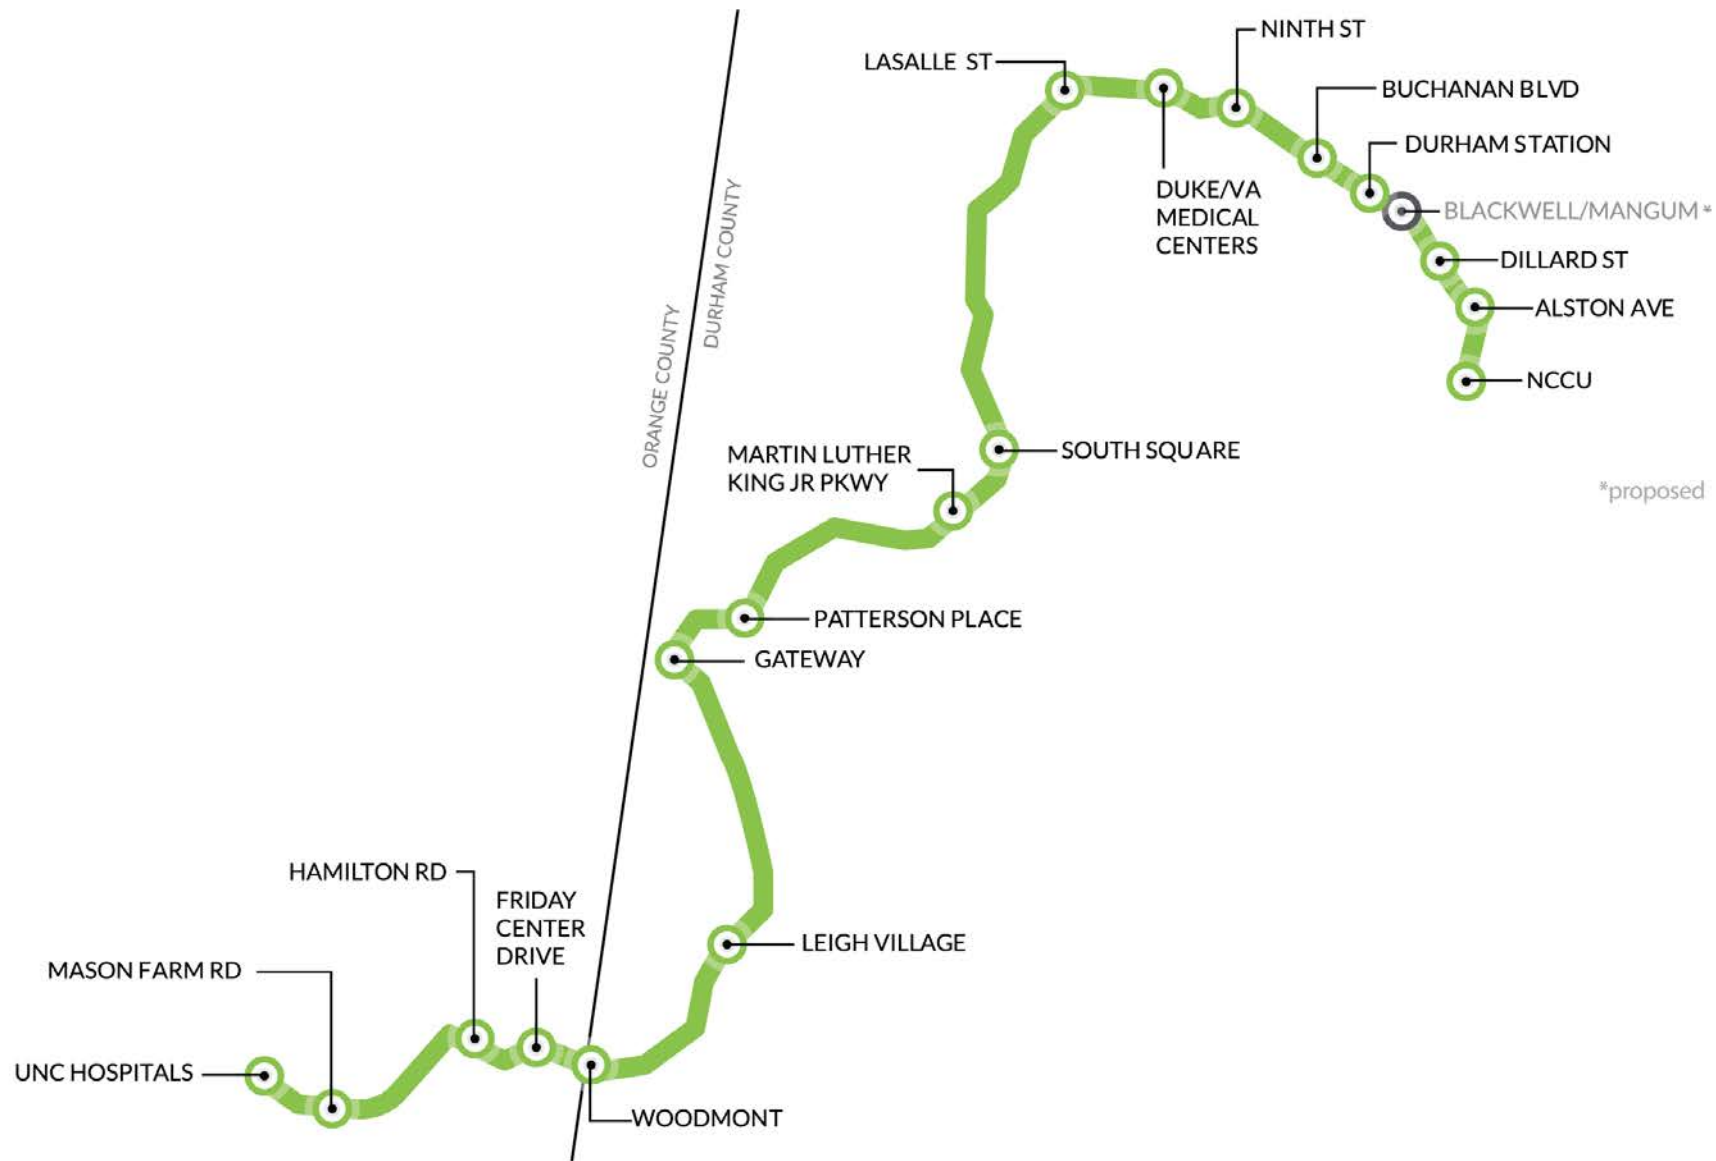 NINTH ST
LASALLE ST
BUCHANAN BLVD
DURHAM STATION
DUKE/VA
MEDICAL
CENTERS
BLACKWELL/MANGUM *
DILLARD ST
ALSTON AVE
NCCU
DURHAM COUNTY
ORANGE COUNTY
MARTIN LUTHER
KING JR PKWY
SOUTH SQUARE
*proposed
PATTERSON PLACE
GATEWAY
HAMILTON RD
FRIDAY
CENTER
DRIVE
LEIGH VILLAGE
MASON FARM RD
UNC HOSPITALS
WOODMONT